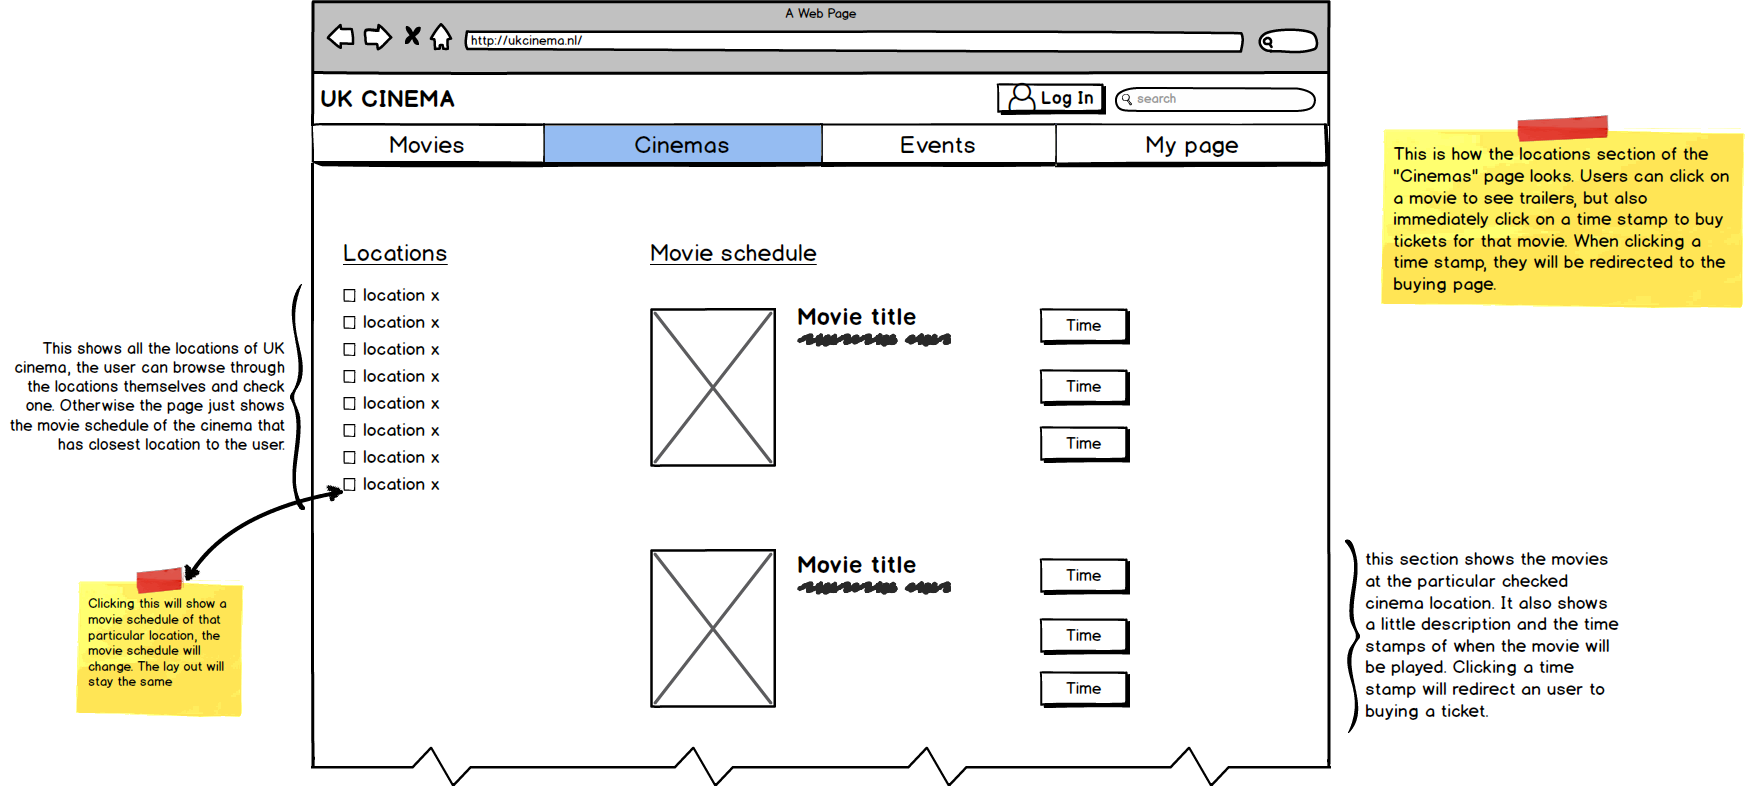 A Web Page
http://ukcinema.nl/
UK CINEMA
Log In
search
Movies
Cinemas
Events
My page
This is how the locations section of the
"Cinemas" page looks. Users can click on
a movie to see trailers, but also
immediately click on a time stamp to buy
tickets for that movie. When clicking a
time stamp, they will be redirected to the
buying page.
Locations
location x
location x
location x
location x
location x
location x
location x
location x
This shows all the locations of UK
cinema, the user can browse through
the locations themselves and check
one. Otherwise the page just shows
the movie schedule of the cinema that
has closest location to the user.
Clicking this will show a
movie schedule of that
particular location, the
movie schedule will
change. The lay out will
stay the same
Movie schedule
Movie title
Time
Time
Time
Movie title
Time
Time
Time
this section shows the movies
at the particular checked
cinema location. It also shows
a little description and the time
stamps of when the movie will
be played. Clicking a time
stamp will redirect an user to
buying a ticket.